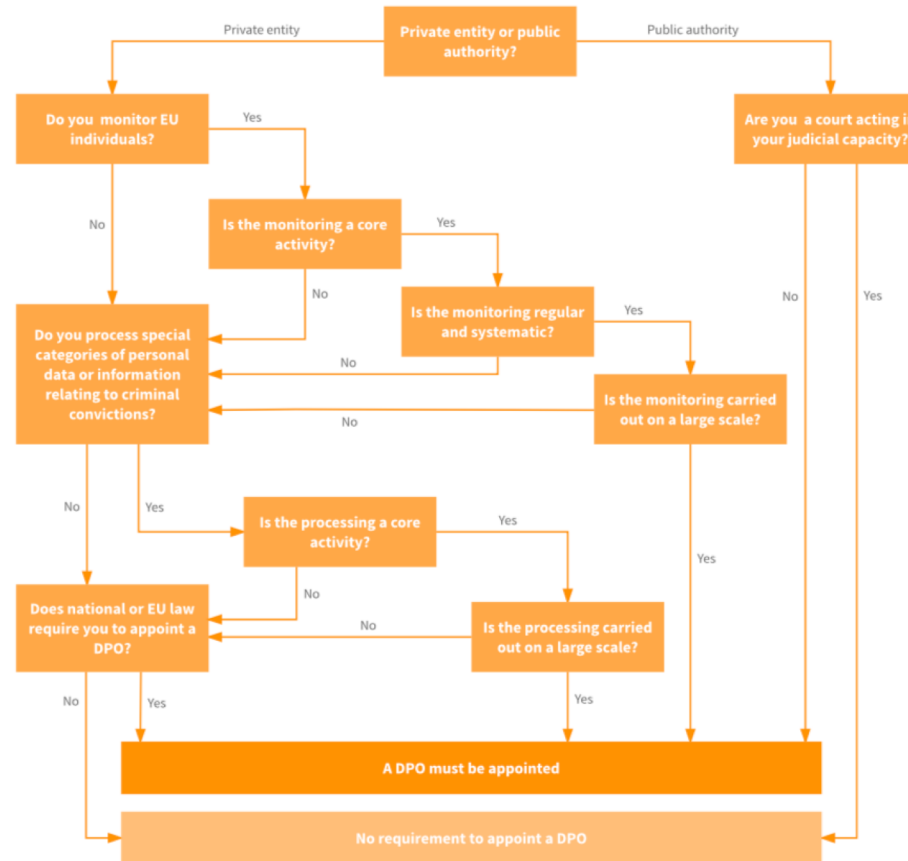 Private entity
Private entity or public
authority?
Public authority
Do you monitor EU
individuals?
Yes
Are you a court acting i
your judicial capacity?
No
Is the monitoring a core
activity?
Yes
No
Is the monitoring regular
and systematic?
Yes
No
Yes
Do you process special
categories of personal
data or information
relating to criminal
convictions?
No
Is the monitoring carried
out on a large scale?
No
No
Yes
Is the processing a core
activity?
Yes
Yes
No
Does national or EU law
require you to appoint a
DPO?
No
Is the processing carried
out on a large scale?
No
Yes
Yes
A DPO must be appointed
No requirement to appoint a DPO